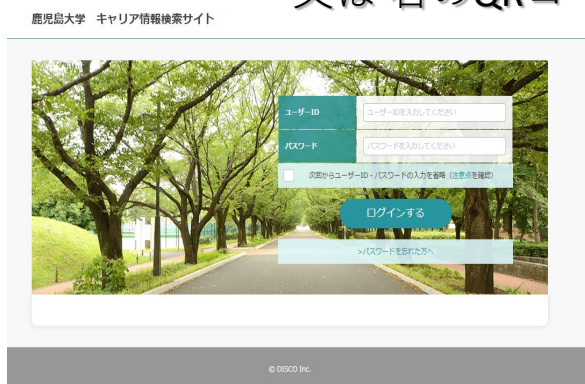 鹿児島大学 キャリア情報検索サイト
ユーザーID
ユーザーIDを入力してください
パスワード
パスワードを入力してください
次回からユーザーID・パスワードの入力を省略（注意点を確認）
ログインする
>パスワードを忘れた方へ
© DISCO Inc.